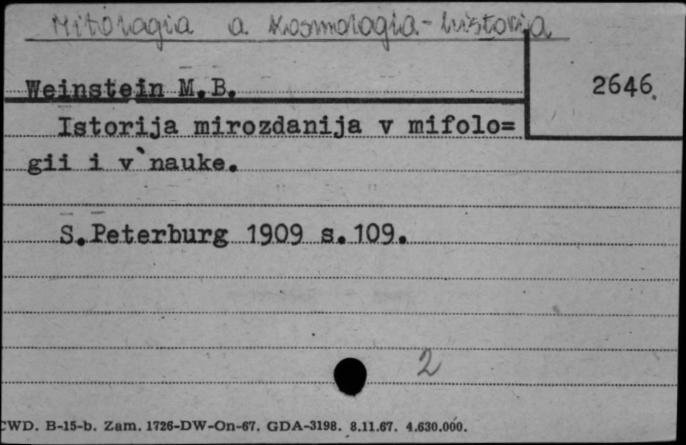 Mitologia a kosmologia - historia
Weinstein M.B.
2646.
Istorija mirozdanija v mifolo=
gii i v`nauke.
S.Peterburg 1909 s.109.
2
CWD. B-15-b. Zam. 1726-DW-On-67. GDA-3198. 8.11.67. 4.630.000.